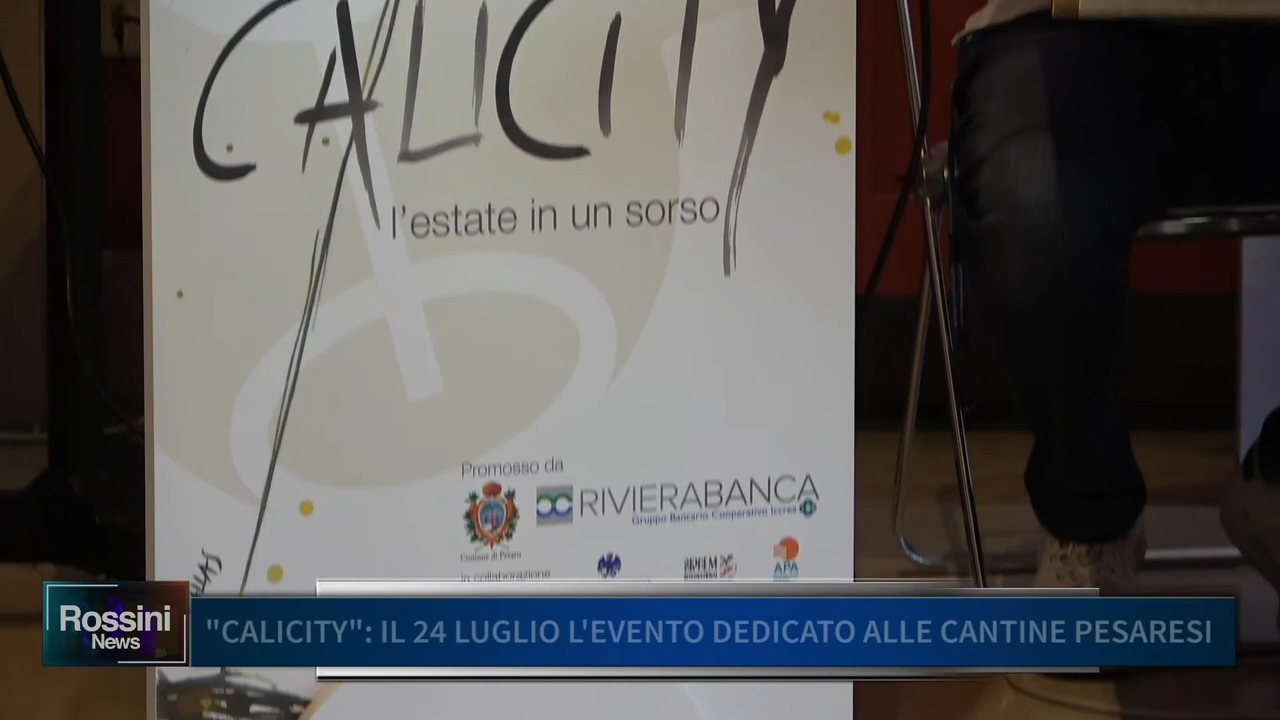 CALICITY
l'estate in un sorso
Promosso da
RIVIERABANCA
Gruppo Bancario Cooperativo Iccrea
Comune di Pesaro
in collaborazione
APA
Rossini
News
"CALICITY": IL 24 LUGLIO L'EVENTO DEDICATO ALLE CANTINE PESARESI